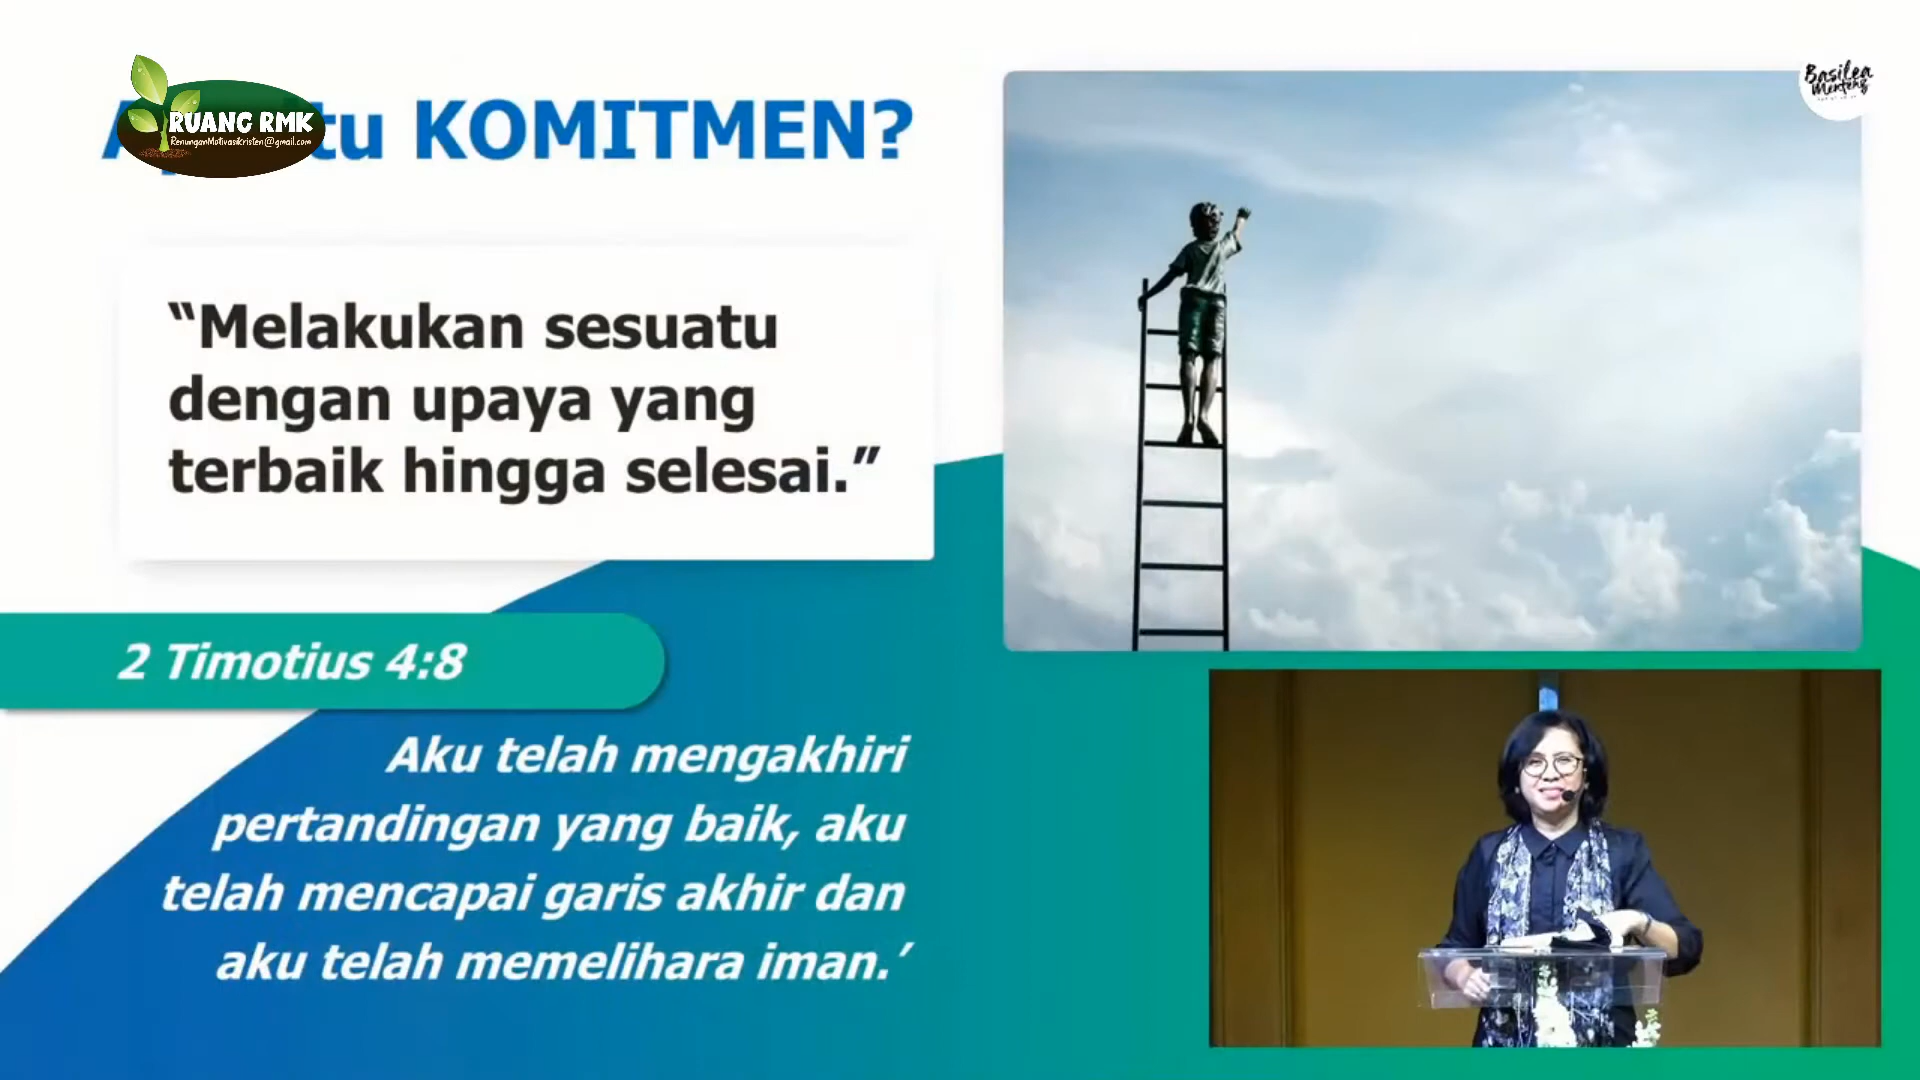 RUANG RMK
RenunganMotivasiKristen@gmail.com
tu KOMITMEN?
Basilea
Menteng
“Melakukan sesuatu
dengan upaya yang
terbaik hingga selesai.”
2 Timotius 4:8
Aku telah mengakhiri
pertandingan yang baik, aku
telah mencapai garis akhir dan
aku telah memelihara iman.’